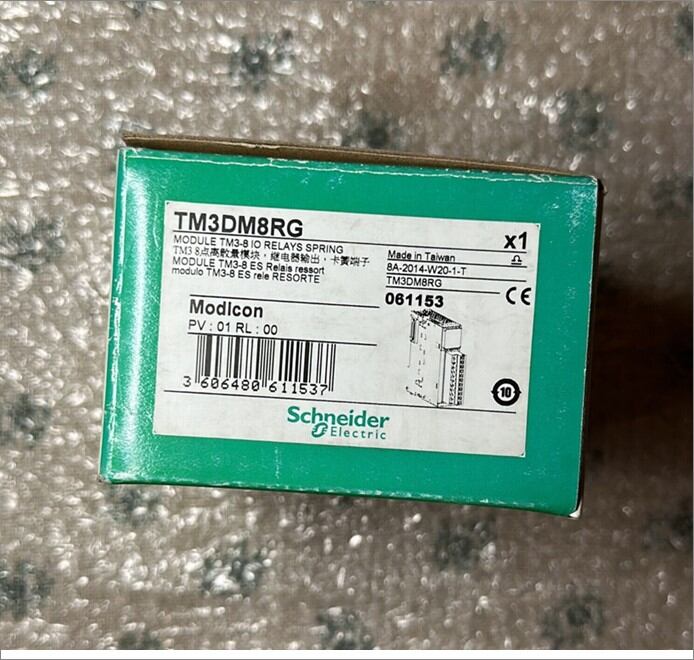 TM3DM8RG
x1
MODULE TM3-8 IO RELAYS SPRING
TM3 8点高散量模块，继电器输出，卡簧端子
MODULE TM3-8 ES Relais ressort
modulo TM3-8 ES rele RESORTE
Made in Taiwan
8A-2014-W20-1-T
TM3DM8RG
061153
CE
Modicon
PV : 01 RL : 00
3 606480 611537
10
Schneider
Electric